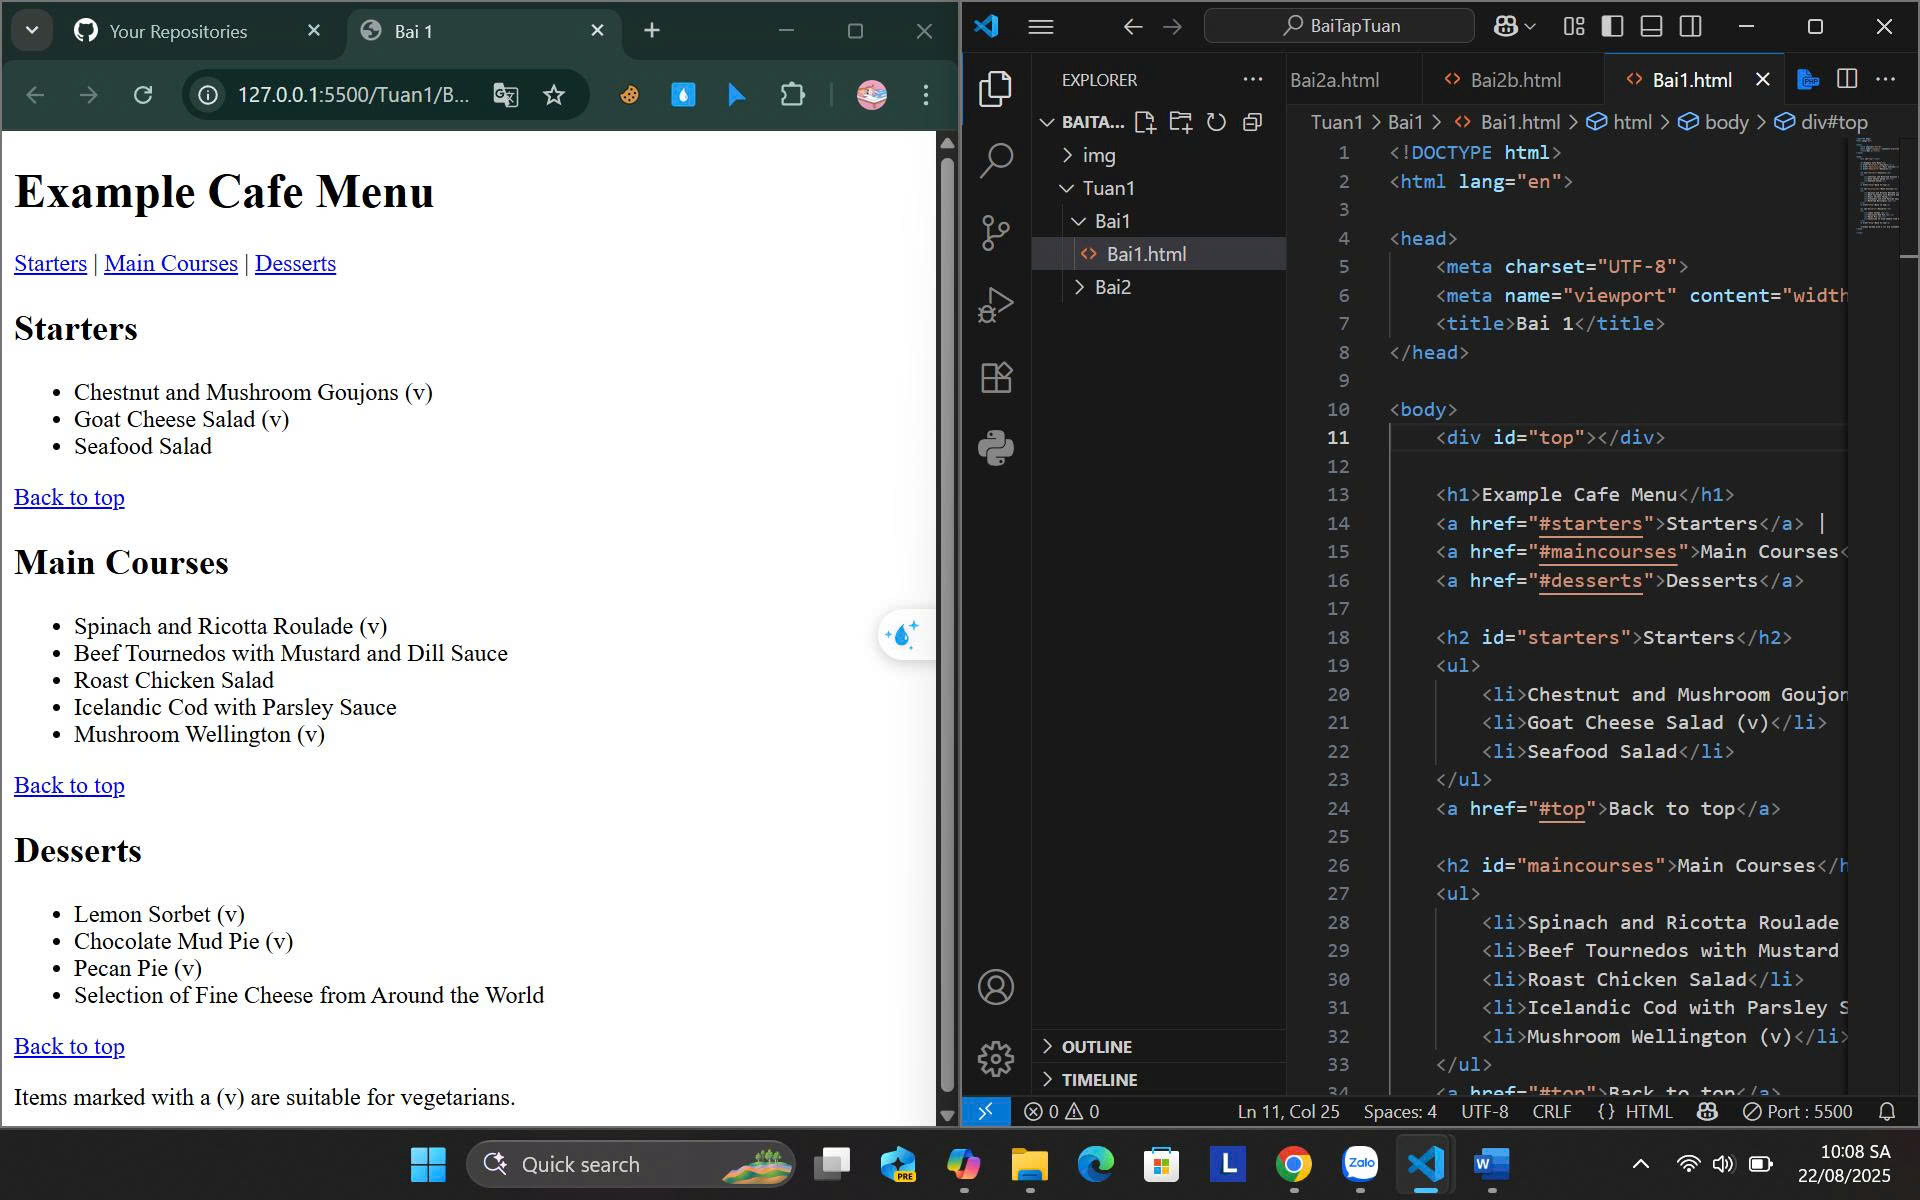 Your Repositories
Bai 1
127.0.0.1:5500/Tuan1/B...
Example Cafe Menu
Starters | Main Courses | Desserts
Starters
Chestnut and Mushroom Goujons (v)
Goat Cheese Salad (v)
Seafood Salad
Back to top
Main Courses
Spinach and Ricotta Roulade (v)
Beef Tournedos with Mustard and Dill Sauce
Roast Chicken Salad
Icelandic Cod with Parsley Sauce
Mushroom Wellington (v)
Back to top
Desserts
Lemon Sorbet (v)
Chocolate Mud Pie (v)
Pecan Pie (v)
Selection of Fine Cheese from Around the World
Back to top
Items marked with a (v) are suitable for vegetarians.
BaiTapTuan
EXPLORER
BAITA...
img
Tuan1
Bai1
Bai1.html
Bai2
OUTLINE
TIMELINE
Bai2a.html
Bai2b.html
Bai1.html
Tuan1 > Bai1 > Bai1.html > html > body > div#top
1 <!DOCTYPE html>
2 <html lang="en">
3
4 <head>
5 <meta charset="UTF-8">
6 <meta name="viewport" content="width
7 <title>Bai 1</title>
8 </head>
9
10 <body>
11 <div id="top"></div>
12
13 <h1>Example Cafe Menu</h1>
14 <a href="#starters">Starters</a> |
15 <a href="#maincourses">Main Courses<
16 <a href="#desserts">Desserts</a>
17
18 <h2 id="starters">Starters</h2>
19 <ul>
20 <li>Chestnut and Mushroom Goujon
21 <li>Goat Cheese Salad (v)</li>
22 <li>Seafood Salad</li>
23 </ul>
24 <a href="#top">Back to top</a>
25
26 <h2 id="maincourses">Main Courses</h
27 <ul>
28 <li>Spinach and Ricotta Roulade
29 <li>Beef Tournedos with Mustard
30 <li>Roast Chicken Salad</li>
31 <li>Icelandic Cod with Parsley S
32 <li>Mushroom Wellington (v)</li>
33 </ul>
34 <a href="#top">Back to top</a>
0 0
Ln 11, Col 25
Spaces: 4
UTF-8
CRLF
{} HTML
Port : 5500
Quick search
PRE
L
Zalo
W
10:08 SA
22/08/2025